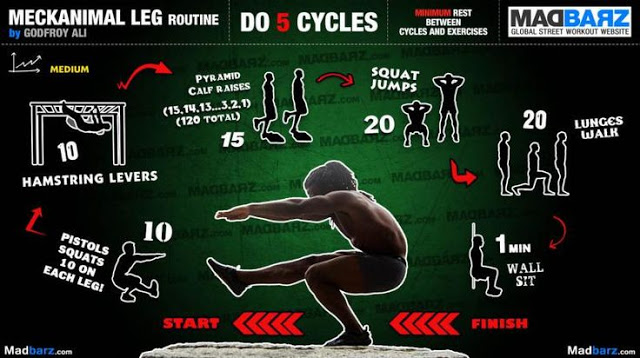 MECKANIMAL LEG ROUTINE
by GODFROY ALI
DO 5 CYCLES
MINIMUM REST
BETWEEN
CYCLES AND EXERCISES
MADBARZ
GLOBAL STREET WORKOUT WEBSITE
MEDIUM
PYRAMID
CALF RAISES
(15,14,13...3,2,1)
(120 TOTAL)
15
SQUAT
JUMPS
20
20
LUNGES
WALK
10
HAMSTRING LEVERS
PISTOLS
SQUATS
10 ON
EACH LEG!
10
1 MIN
WALL
SIT
START
FINISH
MADBARZ.com
Madbarz.com
Madbarz.com